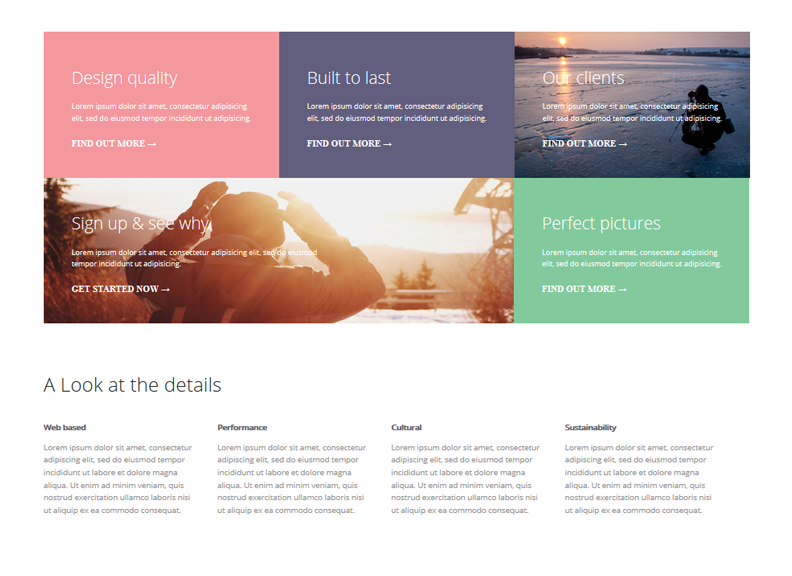 Design quality
Lorem ipsum dolor sit amet, consectetur adipisicing
elit, sed do eiusmod tempor incididunt ut adipisicing.
FIND OUT MORE →
Built to last
Lorem ipsum dolor sit amet, consectetur adipisicing
elit, sed do eiusmod tempor incididunt ut adipisicing.
FIND OUT MORE →
Our clients
Lorem ipsum dolor sit amet, consectetur adipisicing
elit, sed do eiusmod tempor incididunt ut adipisicing.
FIND OUT MORE →
Sign up & see why
Lorem ipsum dolor sit amet, consectetur adipisicing elit, sed do eiusmod
tempor incididunt ut adipisicing.
GET STARTED NOW →
Perfect pictures
Lorem ipsum dolor sit amet, consectetur adipisicing
elit, sed do eiusmod tempor incididunt ut adipisicing.
FIND OUT MORE →
A Look at the details
Web based
Lorem ipsum dolor sit amet, consectetur
adipiscing elit, sed do eiusmod tempor
incididunt ut labore et dolore magna
aliqua. Ut enim ad minim veniam, quis
nostrud exercitation ullamco laboris nisi
ut aliquip ex ea commodo consequat.
Performance
Lorem ipsum dolor sit amet, consectetur
adipiscing elit, sed do eiusmod tempor
incididunt ut labore et dolore magna
aliqua. Ut enim ad minim veniam, quis
nostrud exercitation ullamco laboris nisi
ut aliquip ex ea commodo consequat.
Cultural
Lorem ipsum dolor sit amet, consectetur
adipiscing elit, sed do eiusmod tempor
incididunt ut labore et dolore magna
aliqua. Ut enim ad minim veniam, quis
nostrud exercitation ullamco laboris nisi
ut aliquip ex ea commodo consequat.
Sustainability
Lorem ipsum dolor sit amet, consectetur
adipiscing elit, sed do eiusmod tempor
incididunt ut labore et dolore magna
aliqua. Ut enim ad minim veniam, quis
nostrud exercitation ullamco laboris nisi
ut aliquip ex ea commodo consequat.